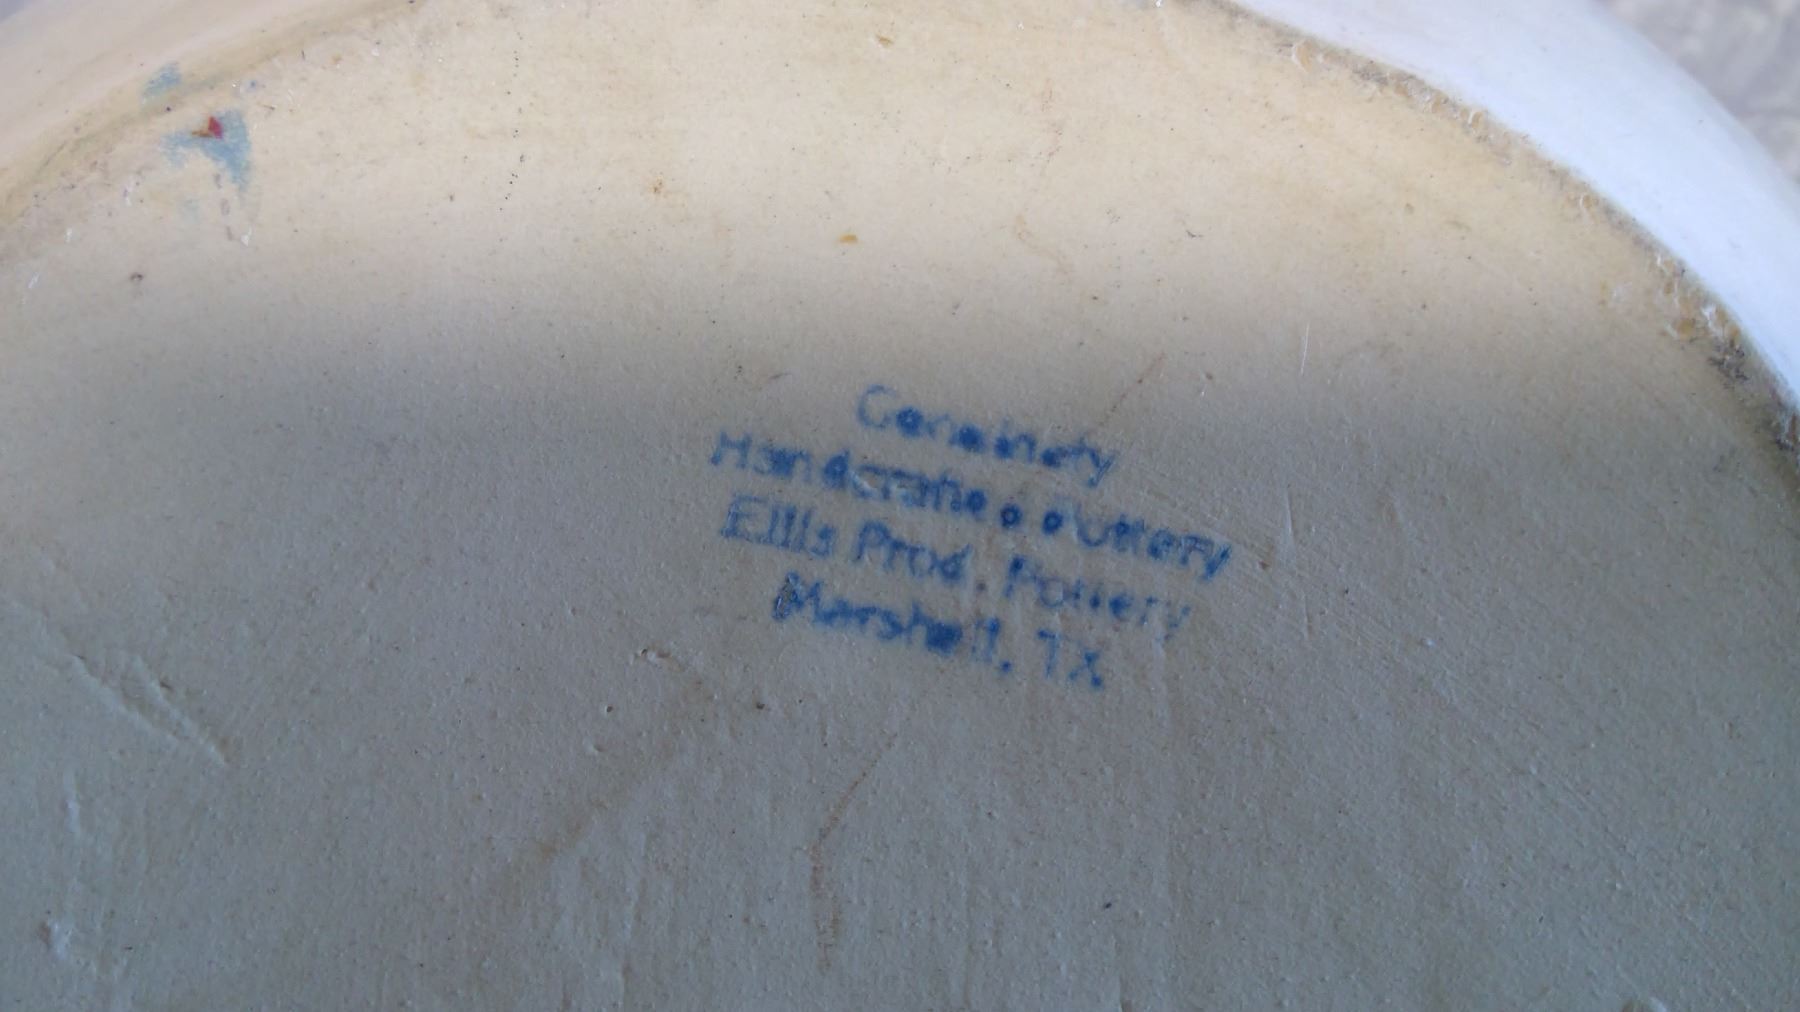 Genuinely
Handcrafted Pottery
Ellis Prod. Pottery
Marshall, TX